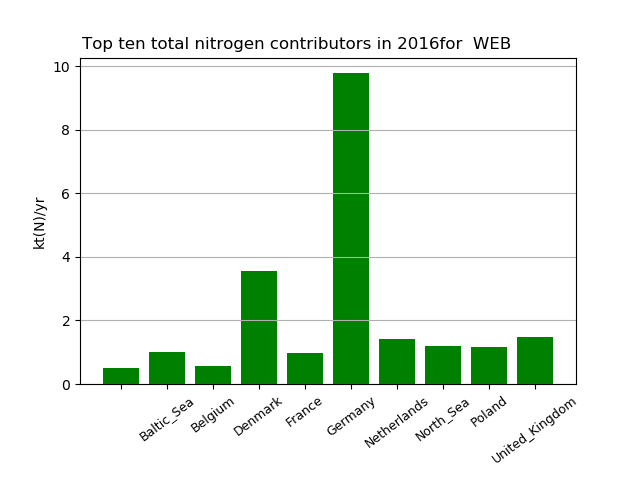 Top ten total nitrogen contributors in 2016for  WEB
10
8
6
4
2
0
kt(N)/yr
Baltic_Sea
Belgium
Denmark
France
Germany
Netherlands
North_Sea
Poland
United_Kingdom